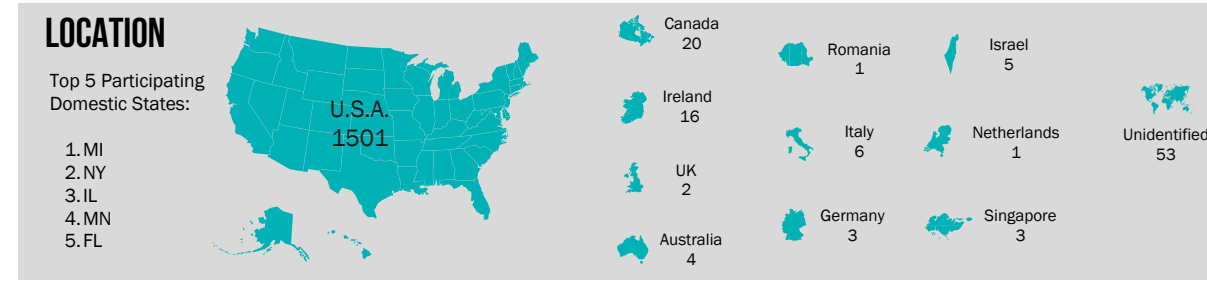 LOCATION
Top 5 Participating
Domestic States:
1. MI
2. NY
3. IL
4. MN
5. FL
U.S.A.
1501
Canada
20
Ireland
16
UK
2
Australia
4
Romania
1
Italy
6
Germany
3
Israel
5
Netherlands
1
Singapore
3
Unidentified
53